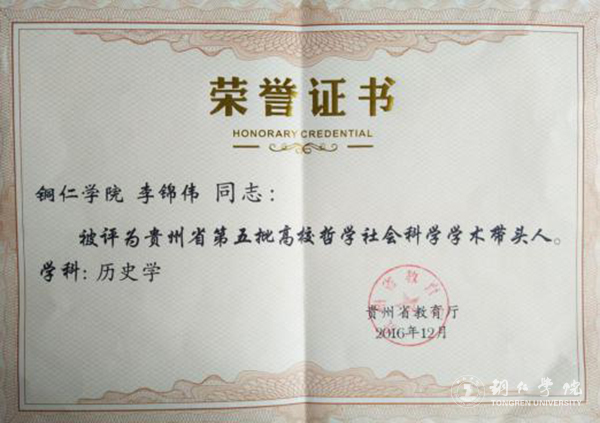 荣誉证书
HONORARY CREDENTIAL
铜仁学院 李锦伟 同志：
被评为贵州省第五批高校哲学社会科学学术带头人。
学科：历史学
贵州省教育厅
2016年12月
铜仁学院
TONGREN UNIVERSITY